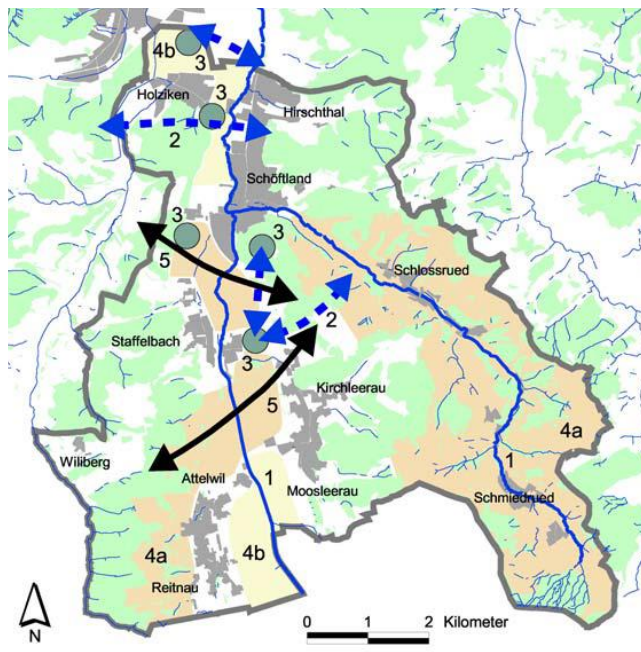 4b
3
Holziken
3
Hirschthal
2
Schöftland
3
3
5
Schlossrued
Staffelbach
2
3
Kirchleerau
5
4a
Wiliberg
Attelwil
1
1
Moosleerau
Schmiedrued
4a
4b
Reitnau
N
0 1 2 Kilometer